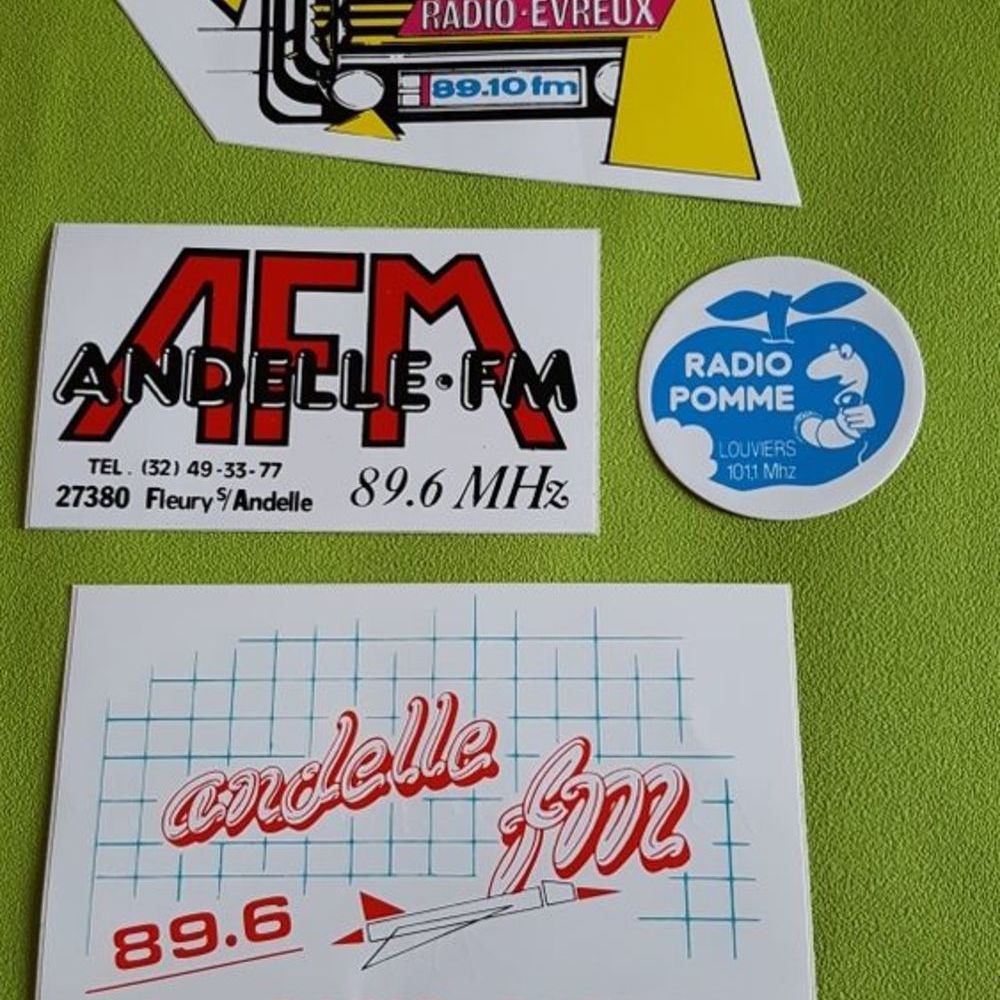 RADIO·EVREUX
89.10 fm
AFM
ANDELLE·FM
TEL. (32) 49-33-77
27380 Fleury s/Andelle
89.6 MHz
RADIO
POMME
LOUVIERS
101,1 Mhz
andelle
fm
89.6